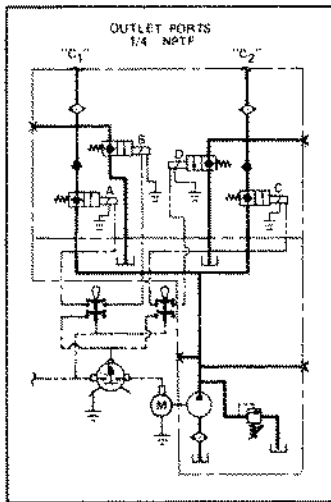 OUTLET PORTS
1/4 NPTF
"C1" "C2"
B
D
A
C
M